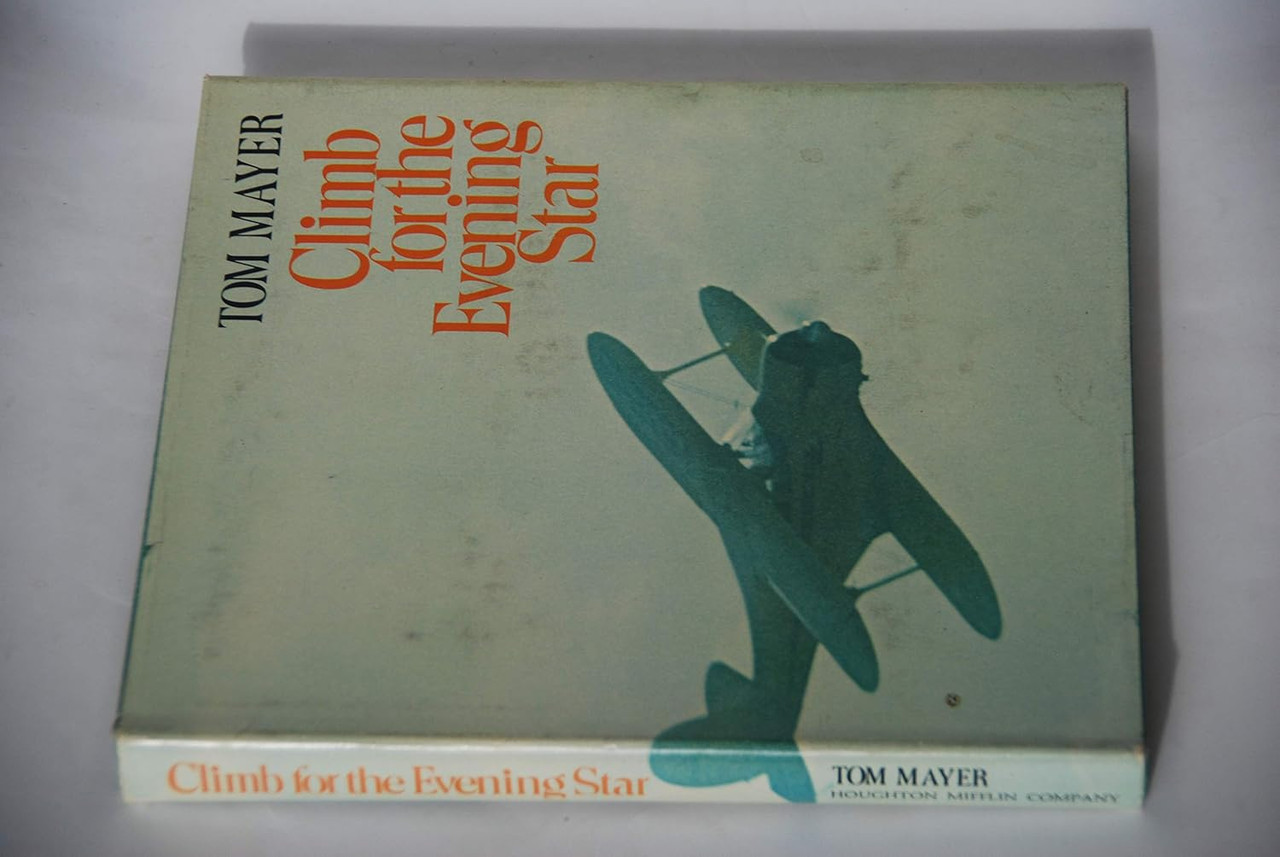 TOM MAYER
Climb
for the
Evening
Star
Climb for the Evening Star
TOM MAYER
HOUGHTON MIFFLIN COMPANY